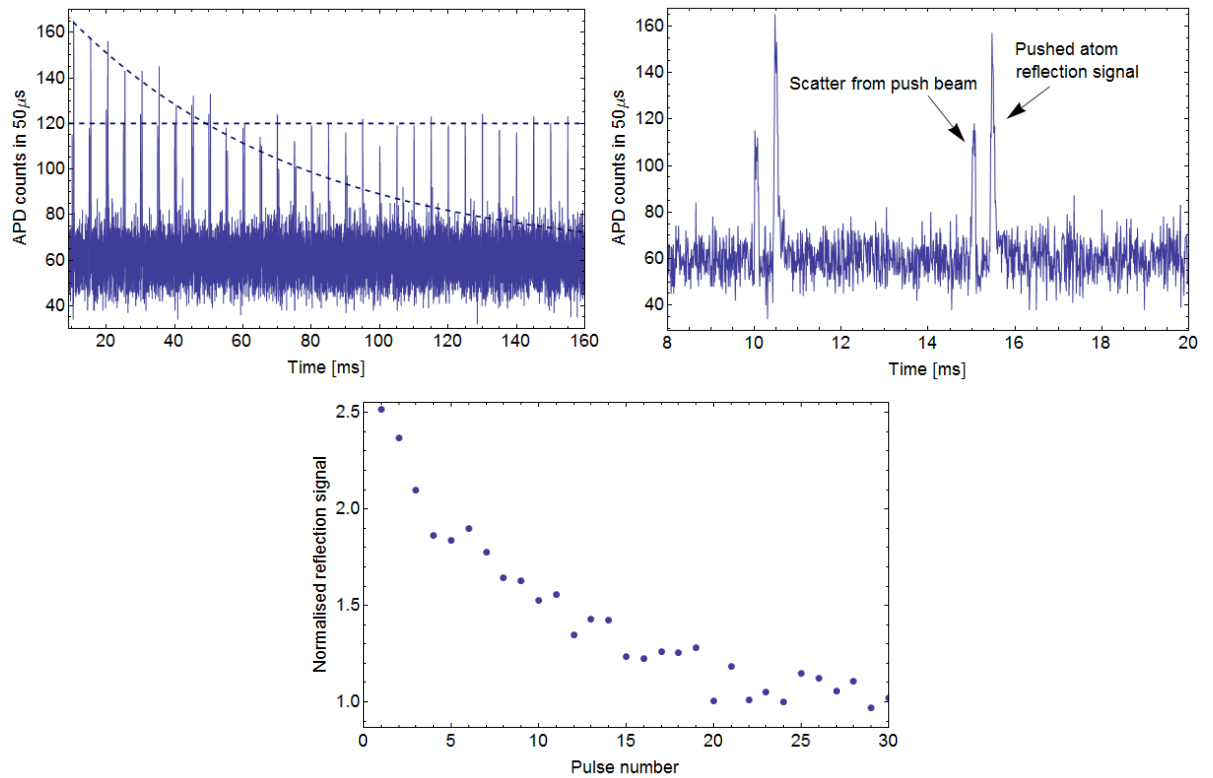 APD counts in 50μs
160
140
120
100
80
60
40
20 40 60 80 100 120 140 160
Time [ms]
APD counts in 50μs
160
140
120
100
80
60
40
Scatter from push beam
Pushed atom
reflection signal
8 10 12 14 16 18 20
Time [ms]
Normalised reflection signal
2.5
2.0
1.5
1.0
0 5 10 15 20 25 30
Pulse number